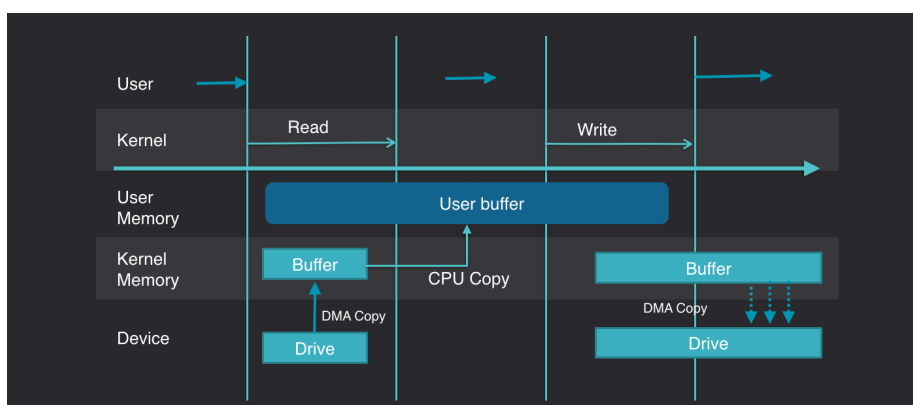 User
Kernel
Read
Write
User
Memory
User buffer
Kernel
Memory
Buffer
CPU Copy
Buffer
DMA Copy
DMA Copy
Device
Drive
Drive